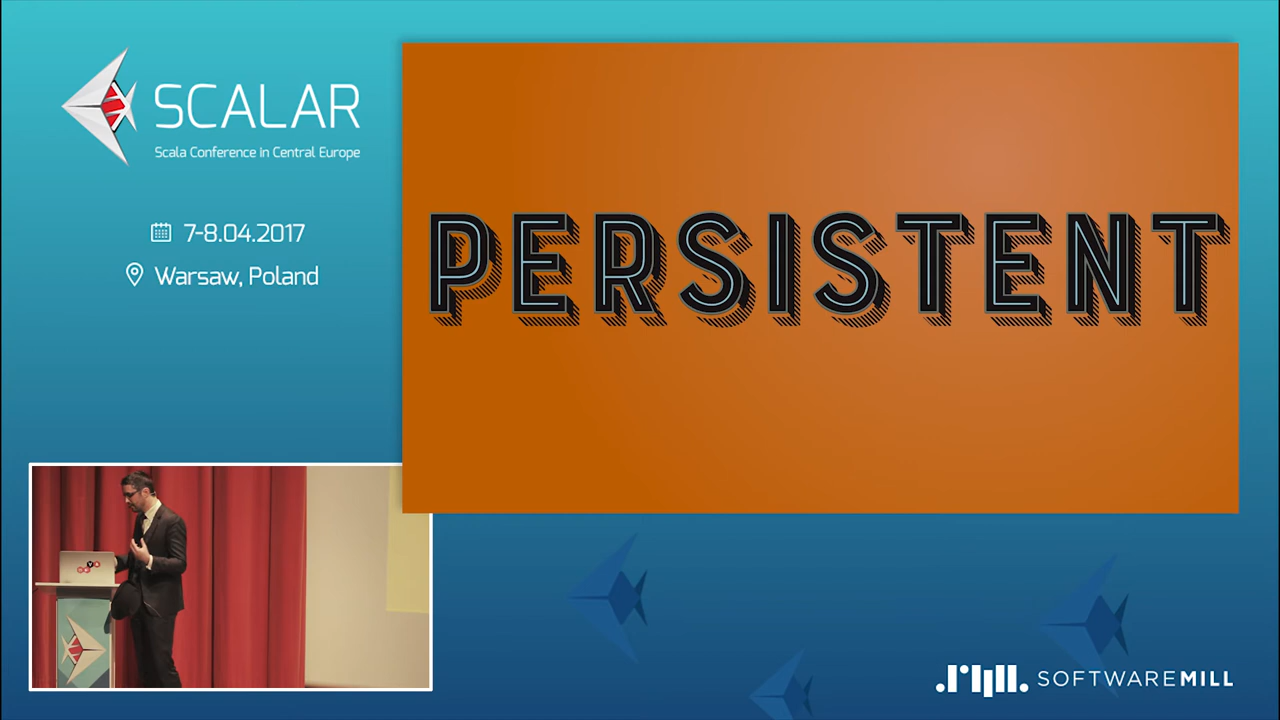 SCALAR
Scala Conference in Central Europe
7-8.04.2017
Warsaw, Poland
PERSISTENT
SOFTWAREMILL